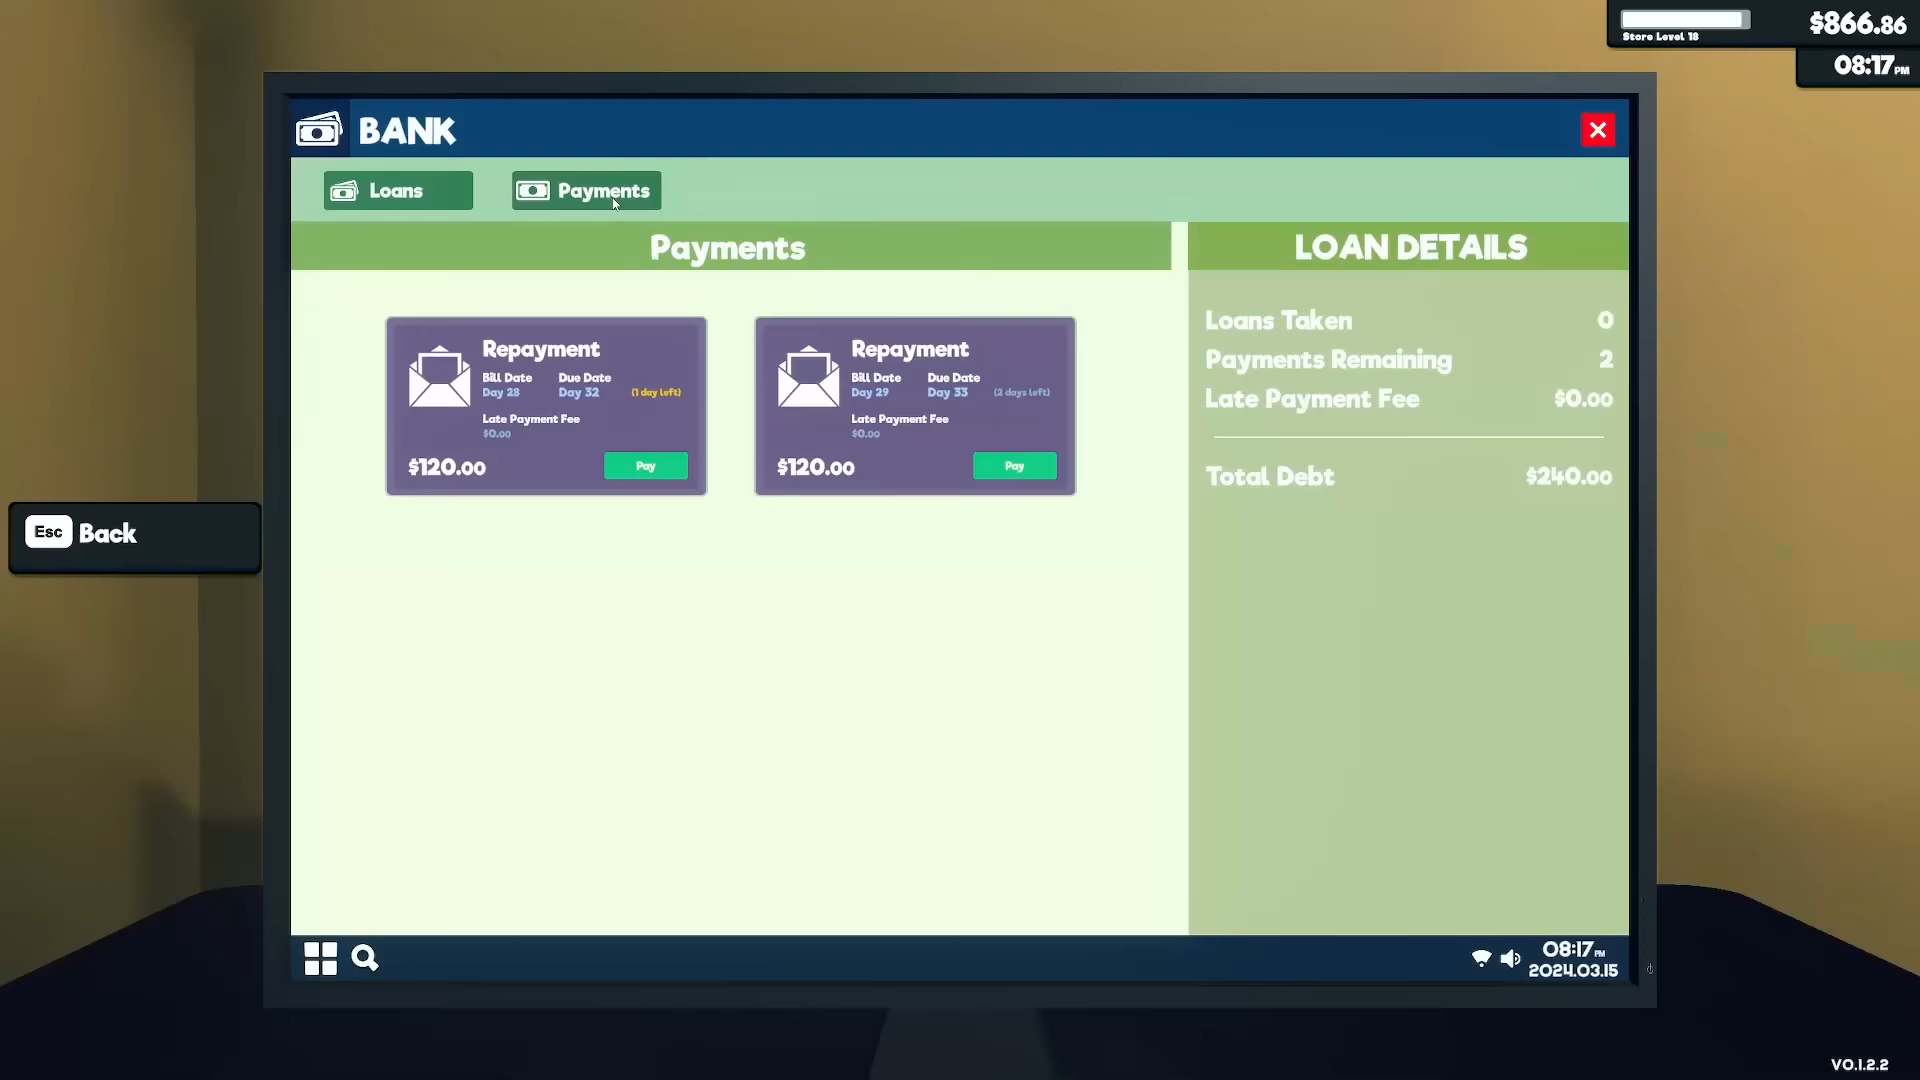 $866.86
Store Level 18
08:17 PM
BANK
Loans
Payments
Payments
LOAN DETAILS
Repayment
Bill Date Due Date
Day 28 Day 32 (1 day left)
Late Payment Fee
$0.00
$120.00 Pay
Repayment
Bill Date Due Date
Day 29 Day 33 (2 days left)
Late Payment Fee
$0.00
$120.00 Pay
Loans Taken 0
Payments Remaining 2
Late Payment Fee $0.00
Total Debt $240.00
Esc Back
08:17 PM
2024.03.15
V0.1.2.2